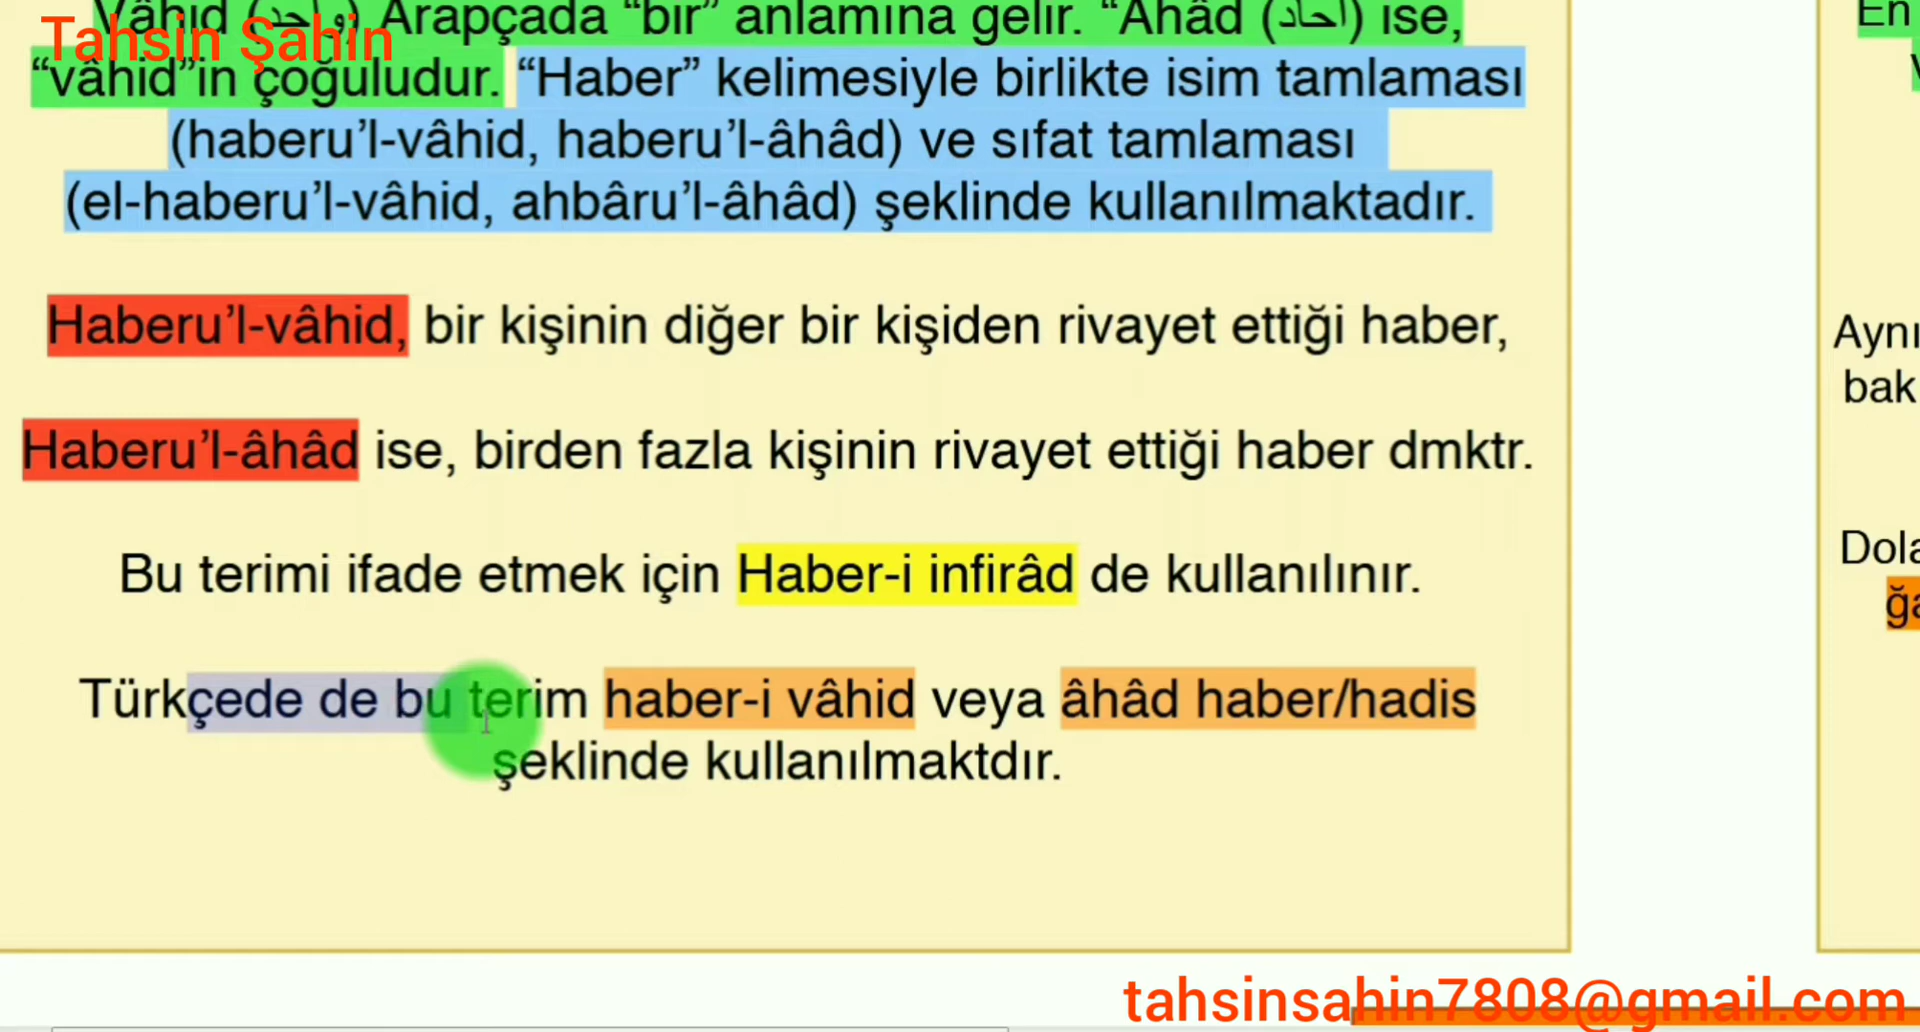 Vâhid (واحد) Arapçada “bir” anlamına gelir. “Âhâd (آحاد) ise,
Tahsin Şahin
“vâhid”in çoğuludur. “Haber” kelimesiyle birlikte isim tamlaması
(haberu’l-vâhid, haberu’l-âhâd) ve sıfat tamlaması
(el-haberu’l-vâhid, ahbâru’l-âhâd) şeklinde kullanılmaktadır.
Haberu’l-vâhid, bir kişinin diğer bir kişiden rivayet ettiği haber,
Haberu’l-âhâd ise, birden fazla kişinin rivayet ettiği haber dmktr.
Bu terimi ifade etmek için Haber-i infirâd de kullanılınır.
Türkçede de bu terim haber-i vâhid veya âhâd haber/hadis
şeklinde kullanılmaktdır.
En
Aynı
bak
Dola
ğa
tahsinsahin7808@gmail.com